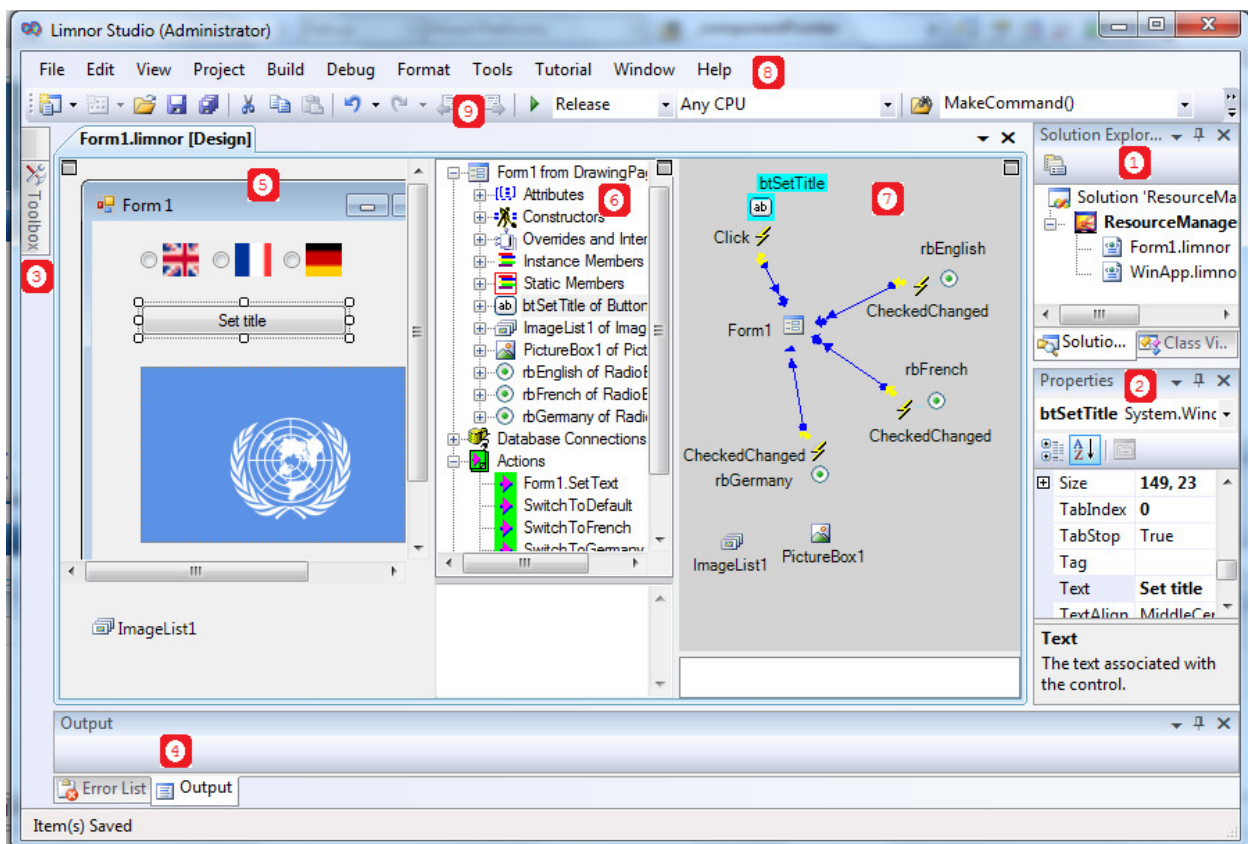 Limnor Studio (Administrator)
File Edit View Project Build Debug Format Tools Tutorial Window Help 8
9 Release Any CPU MakeCommand()
Form1.limnor [Design]
Toolbox
3
5
Form 1
Set title
ImageList1
Form1 from DrawingPa
6
Attributes
Constructors
Overrides and Inter
Instance Members
Static Members
btSetTitle of Button
ImageList1 of Imag
PictureBox1 of Pict
rbEnglish of RadioB
rbFrench of RadioB
rbGermany of Radi
Database Connections
Actions
Form1.SetText
SwitchToDefault
SwitchToFrench
SwitchToGermany
7
btSetTitle
ab
Click
rbEnglish
CheckedChanged
Form1
rbFrench
CheckedChanged
CheckedChanged
rbGermany
ImageList1
PictureBox1
Solution Explor...
1
Solution 'ResourceMa
ResourceManage
Form1.limnor
WinApp.limno
Solutio... Class Vi..
Properties 2
btSetTitle System.Winc
Size 149, 23
TabIndex 0
TabStop True
Tag
Text Set title
TextAlign MiddleCe
Text
The text associated with
the control.
Output
4
Error List Output
Item(s) Saved